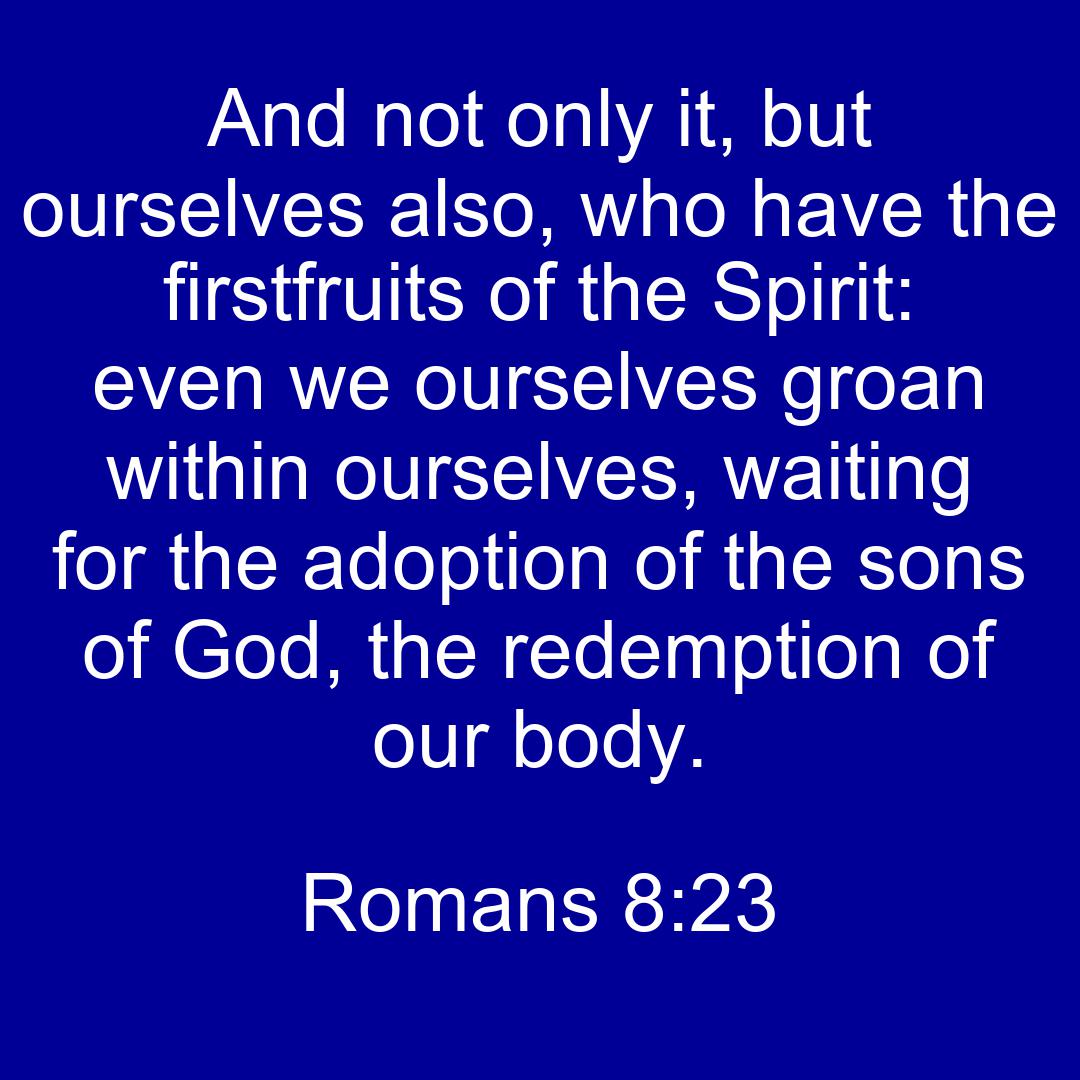 And not only it, but
ourselves also, who have the
firstfruits of the Spirit:
even we ourselves groan
within ourselves, waiting
for the adoption of the sons
of God, the redemption of
our body.
Romans 8:23